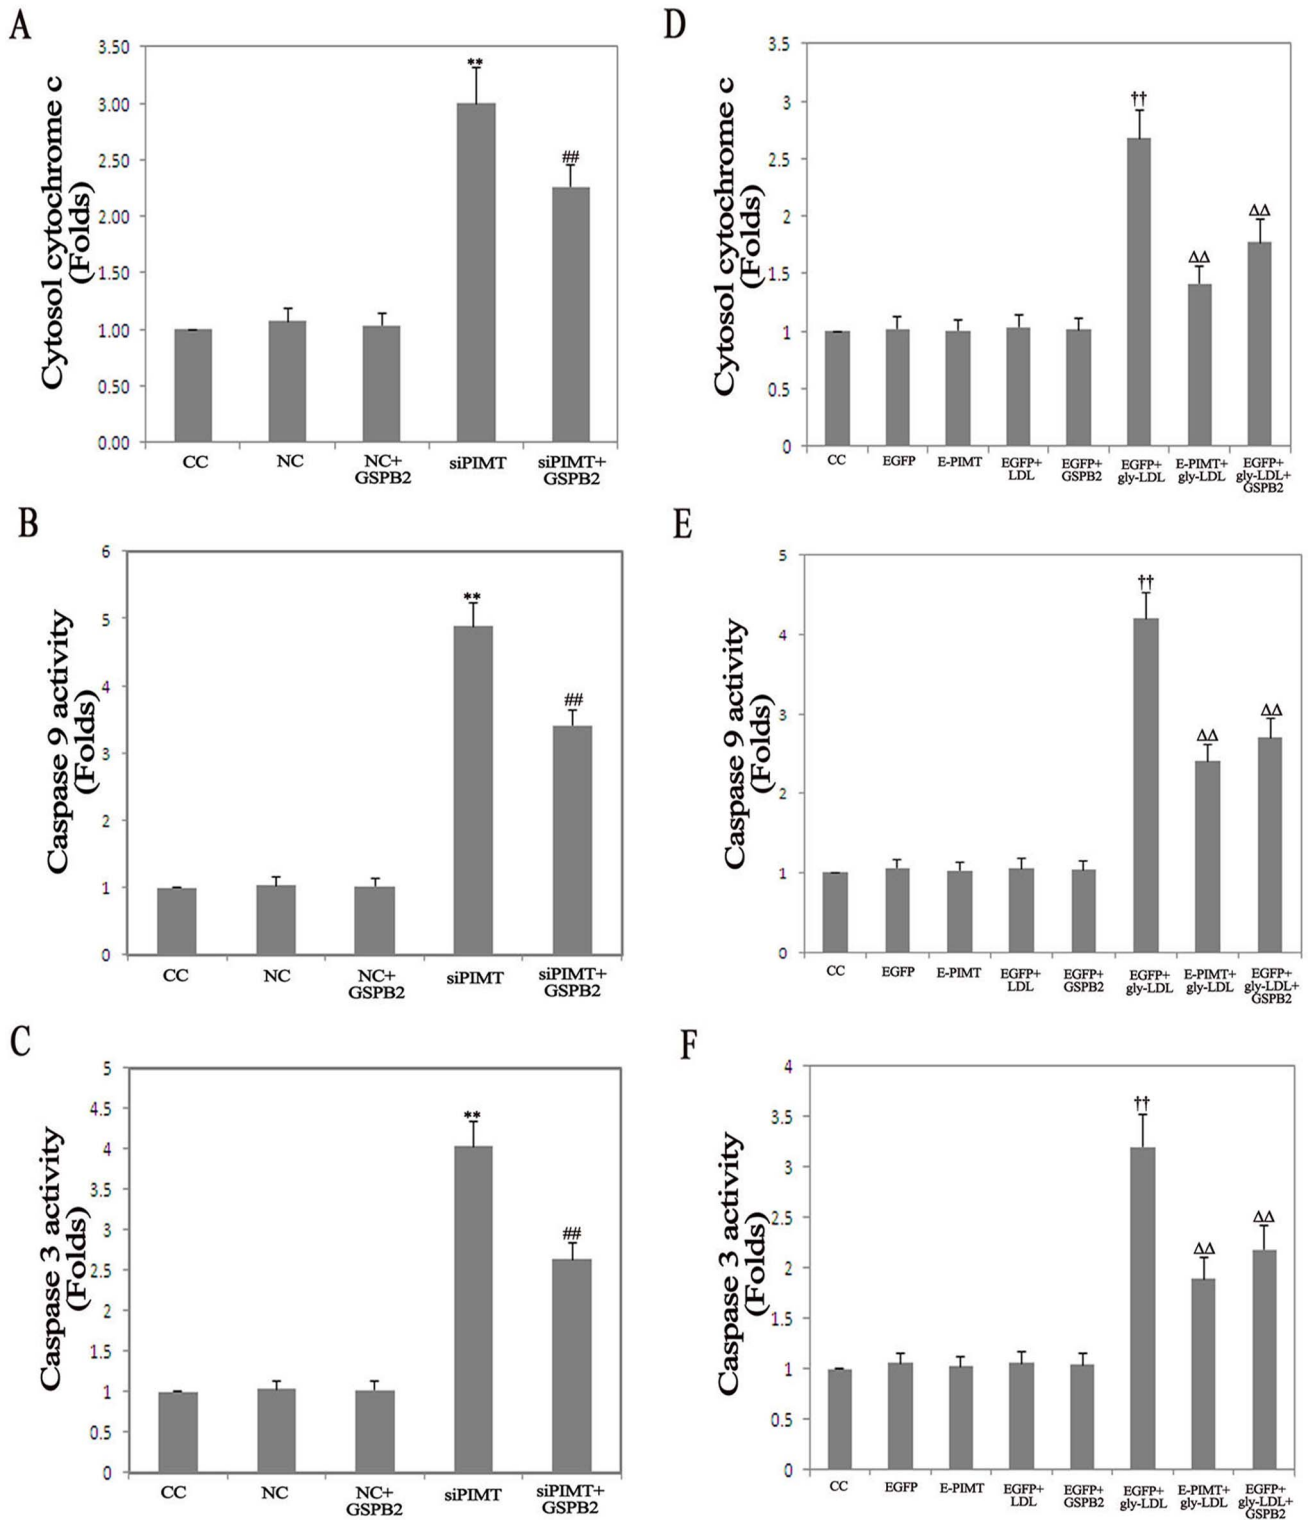 A
Cytosol cytochrome c
(Folds)
3.50
3.00
2.50
2.00
1.50
1.00
0.50
0.00
**
##
CC
NC
NC+
GSPB2
siPIMT
siPIMT+
GSPB2
D
Cytosol cytochrome c
(Folds)
3.5
3
2.5
2
1.5
1
0.5
0
††
ΔΔ
ΔΔ
CC
EGFP
E-PIMT
EGFP+
LDL
EGFP+
GSPB2
EGFP+
gly-LDL
E-PIMT+
gly-LDL
EGFP+
gly-LDL+
GSPB2
B
Caspase 9 activity
(Folds)
6
5
4
3
2
1
0
**
##
CC
NC
NC+
GSPB2
siPIMT
siPIMT+
GSPB2
E
Caspase 9 activity
(Folds)
5
4
3
2
1
0
††
ΔΔ
ΔΔ
CC
EGFP
E-PIMT
EGFP+
LDL
EGFP+
GSPB2
EGFP+
gly-LDL
E-PIMT+
gly-LDL
EGFP+
gly-LDL+
GSPB2
C
Caspase 3 activity
(Folds)
5
4.5
4
3.5
3
2.5
2
1.5
1
0.5
0
**
##
CC
NC
NC+
GSPB2
siPIMT
siPIMT+
GSPB2
F
Caspase 3 activity
(Folds)
4
3.5
3
2.5
2
1.5
1
0.5
0
††
ΔΔ
ΔΔ
CC
EGFP
E-PIMT
EGFP+
LDL
EGFP+
GSPB2
EGFP+
gly-LDL
E-PIMT+
gly-LDL
EGFP+
gly-LDL+
GSPB2